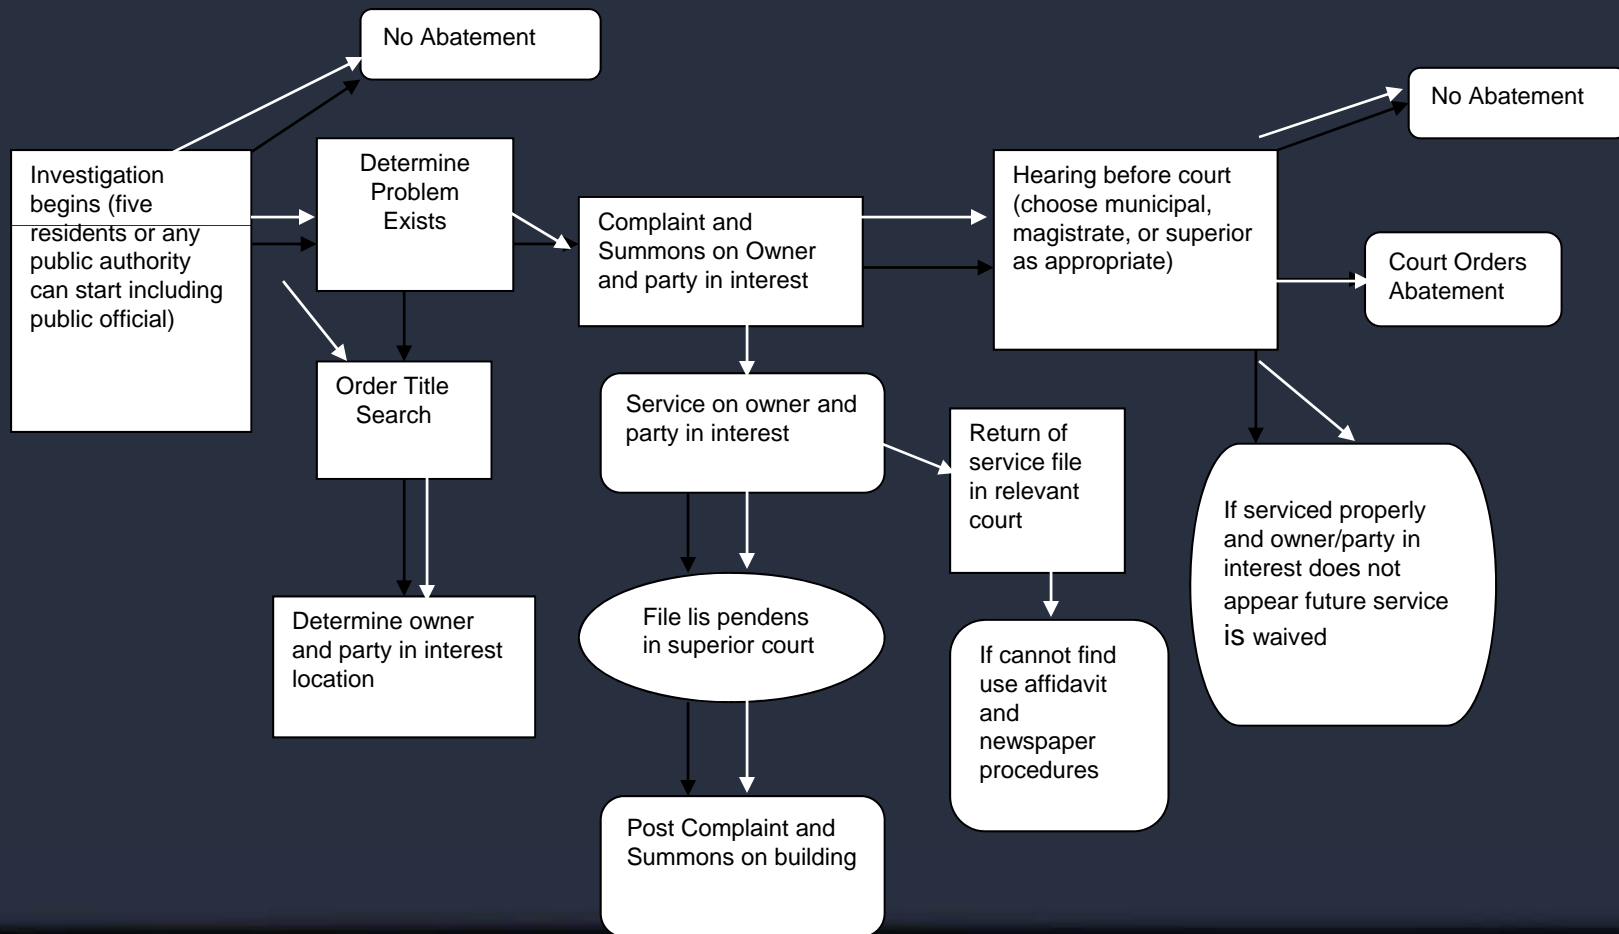 No Abatement
No Abatement
Investigation
begins (five
residents or any
public authority
can start including
public official)
Determine
Problem
Exists
Complaint and
Summons on Owner
and party in interest
Hearing before court
(choose municipal,
magistrate, or superior
as appropriate)
Court Orders
Abatement
Order Title
Search
Service on owner and
party in interest
Return of
service file
in relevant
court
If serviced properly
and owner/party in
interest does not
appear future service
is waived
Determine owner
and party in interest
location
File lis pendens
in superior court
If cannot find
use affidavit
and
newspaper
procedures
Post Complaint and
Summons on building